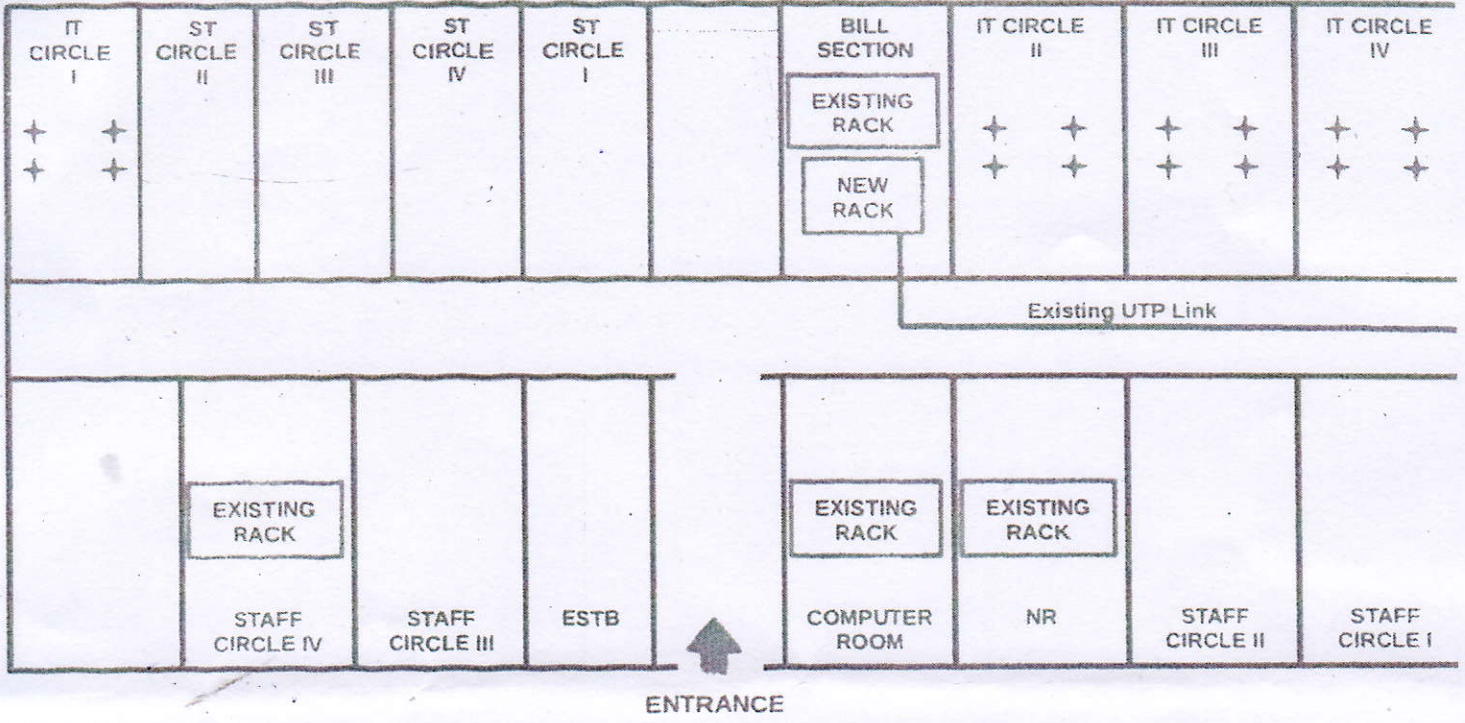 IT
CIRCLE
I
ST
CIRCLE
II
ST
CIRCLE
III
ST
CIRCLE
IV
ST
CIRCLE
I
BILL
SECTION
EXISTING
RACK
NEW
RACK
IT CIRCLE
II
IT CIRCLE
III
IT CIRCLE
IV
Existing UTP Link
EXISTING
RACK
STAFF
CIRCLE IV
STAFF
CIRCLE III
ESTB
EXISTING
RACK
COMPUTER
ROOM
EXISTING
RACK
NR
STAFF
CIRCLE II
STAFF
CIRCLE I
ENTRANCE